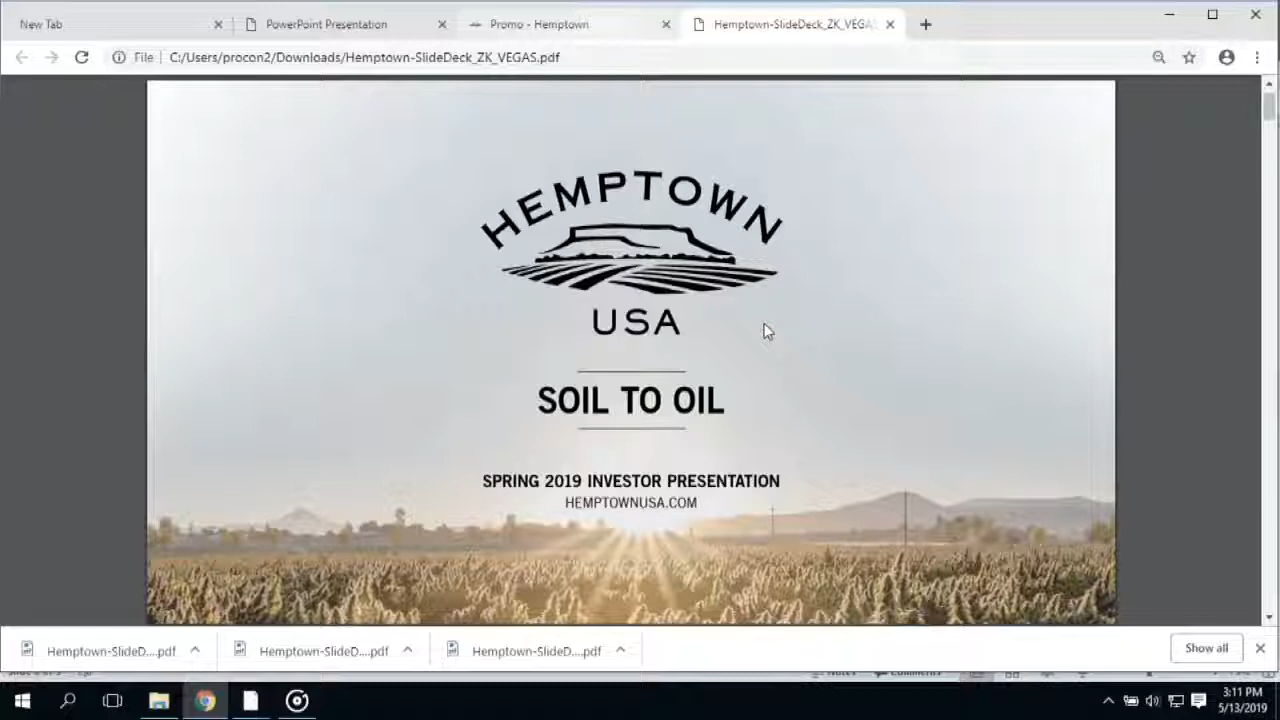 New Tab
PowerPoint Presentation
Promo - Hemptown
Hemptown-SlideDeck_ZK_VEGAS
File
C:/Users/procon2/Downloads/Hemptown-SlideDeck_ZK_VEGAS.pdf
HEMPTOWN
USA
SOIL TO OIL
SPRING 2019 INVESTOR PRESENTATION
HEMPTOWNUSA.COM
Hemptown-SlideD....pdf
Hemptown-SlideD....pdf
Hemptown-SlideD....pdf
Show all
3:11 PM
5/13/2019